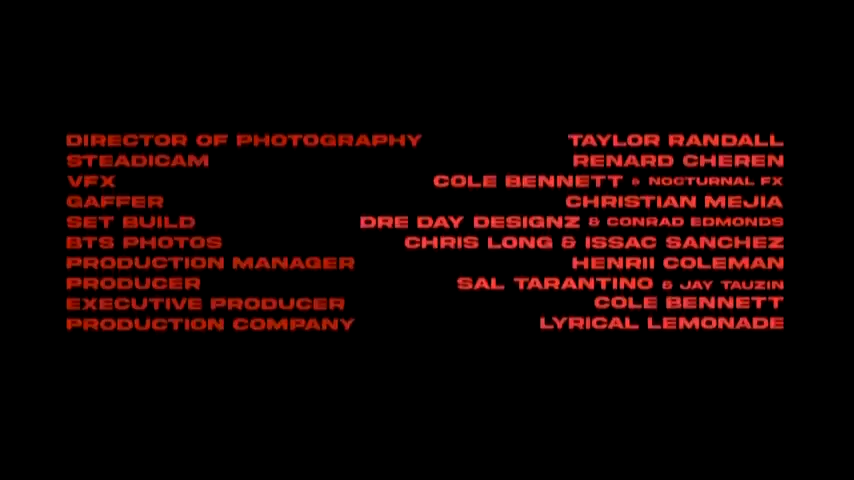 DIRECTOR OF PHOTOGRAPHY TAYLOR RANDALL
STEADICAM RENARD CHEREN
VFX COLE BENNETT & NOCTURNAL FX
GAFFER CHRISTIAN MEJIA
SET BUILD DRE DAY DESIGNZ & CONRAD EDMONDS
BTS PHOTOS CHRIS LONG & ISSAC SANCHEZ
PRODUCTION MANAGER HENRII COLEMAN
PRODUCER SAL TARANTINO & JAY TAUZIN
EXECUTIVE PRODUCER COLE BENNETT
PRODUCTION COMPANY LYRICAL LEMONADE